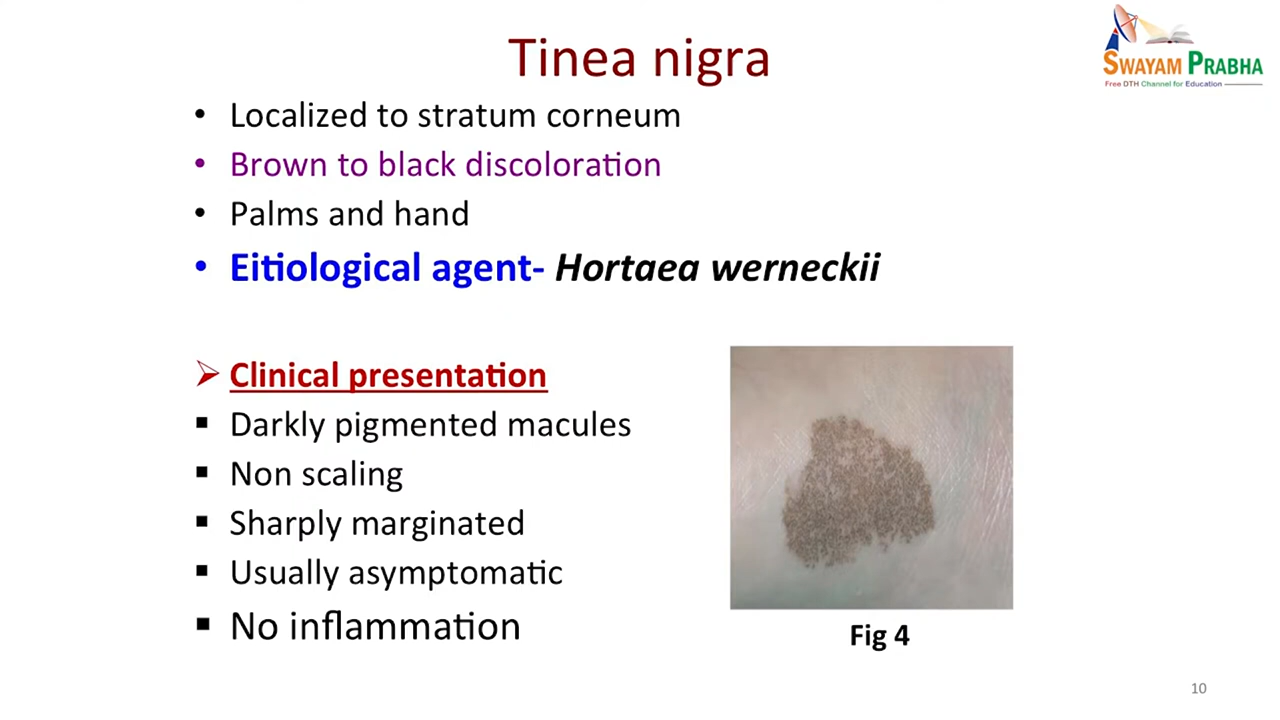 Tinea nigra
SWAYAM PRABHA
Free DTH Channel for Education
• Localized to stratum corneum
• Brown to black discoloration
• Palms and hand
• Eitiological agent- Hortaea werneckii
➢ Clinical presentation
▪ Darkly pigmented macules
▪ Non scaling
▪ Sharply marginated
▪ Usually asymptomatic
▪ No inflammation
Fig 4
10